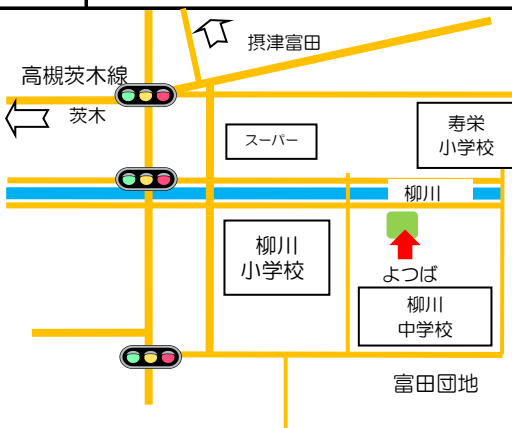 摂津富田
高槻茨木線
茨木
寿栄
小学校
スーパー
柳川
柳川
小学校
よつば
柳川
中学校
富田団地